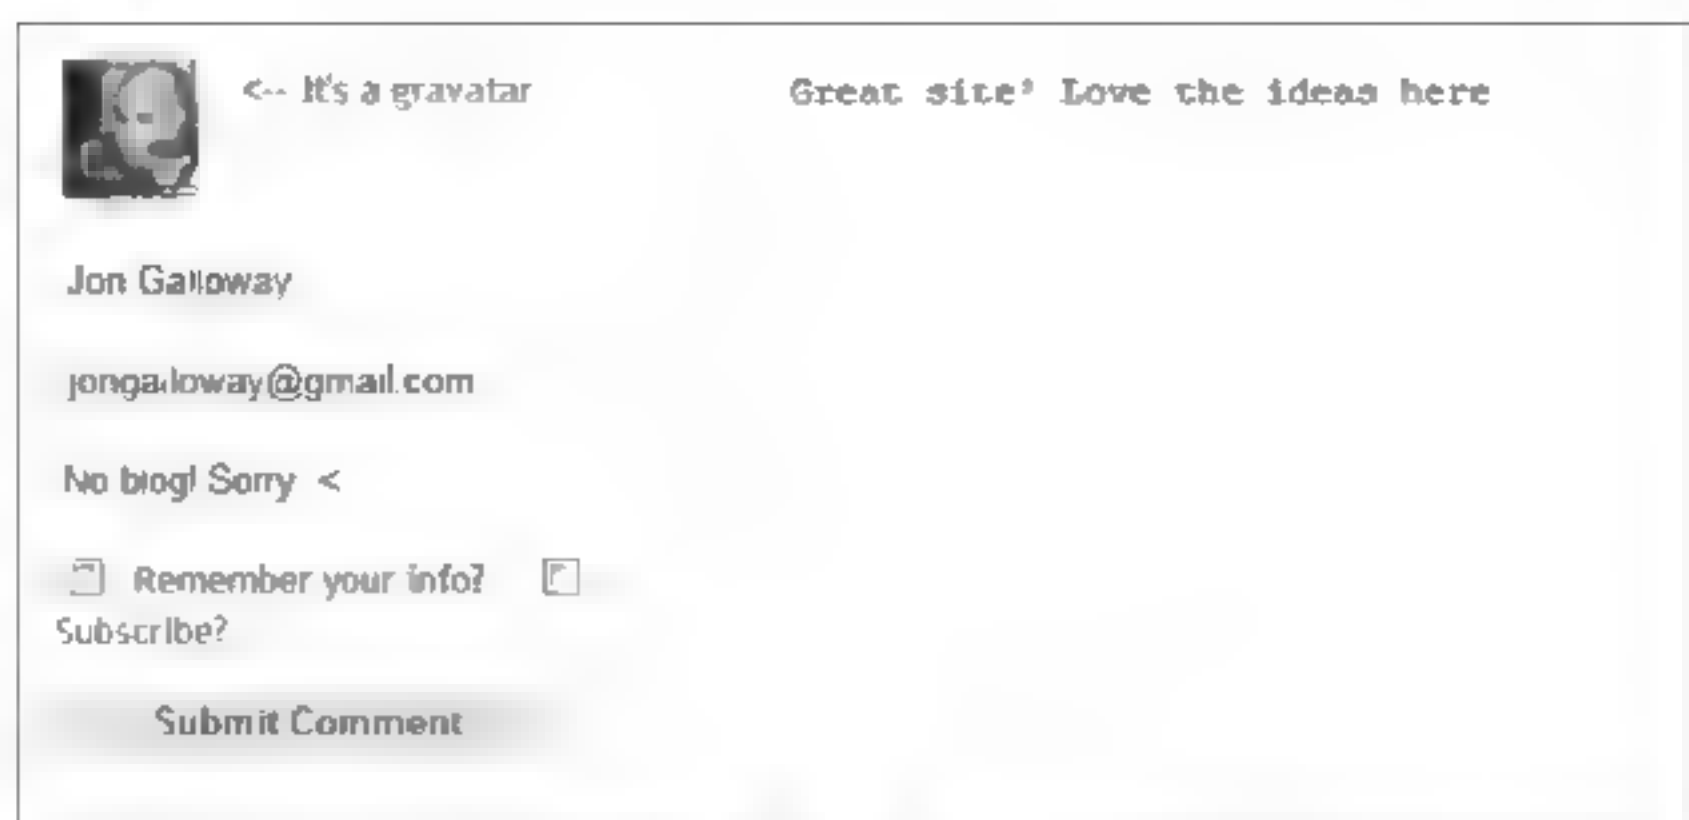 <-- It's a gravatar
Great site! Love the ideas here
Jon Galloway
jongalloway@gmail.com
No blog! Sorry <
Remember your info?
Subscribe?
Submit Comment